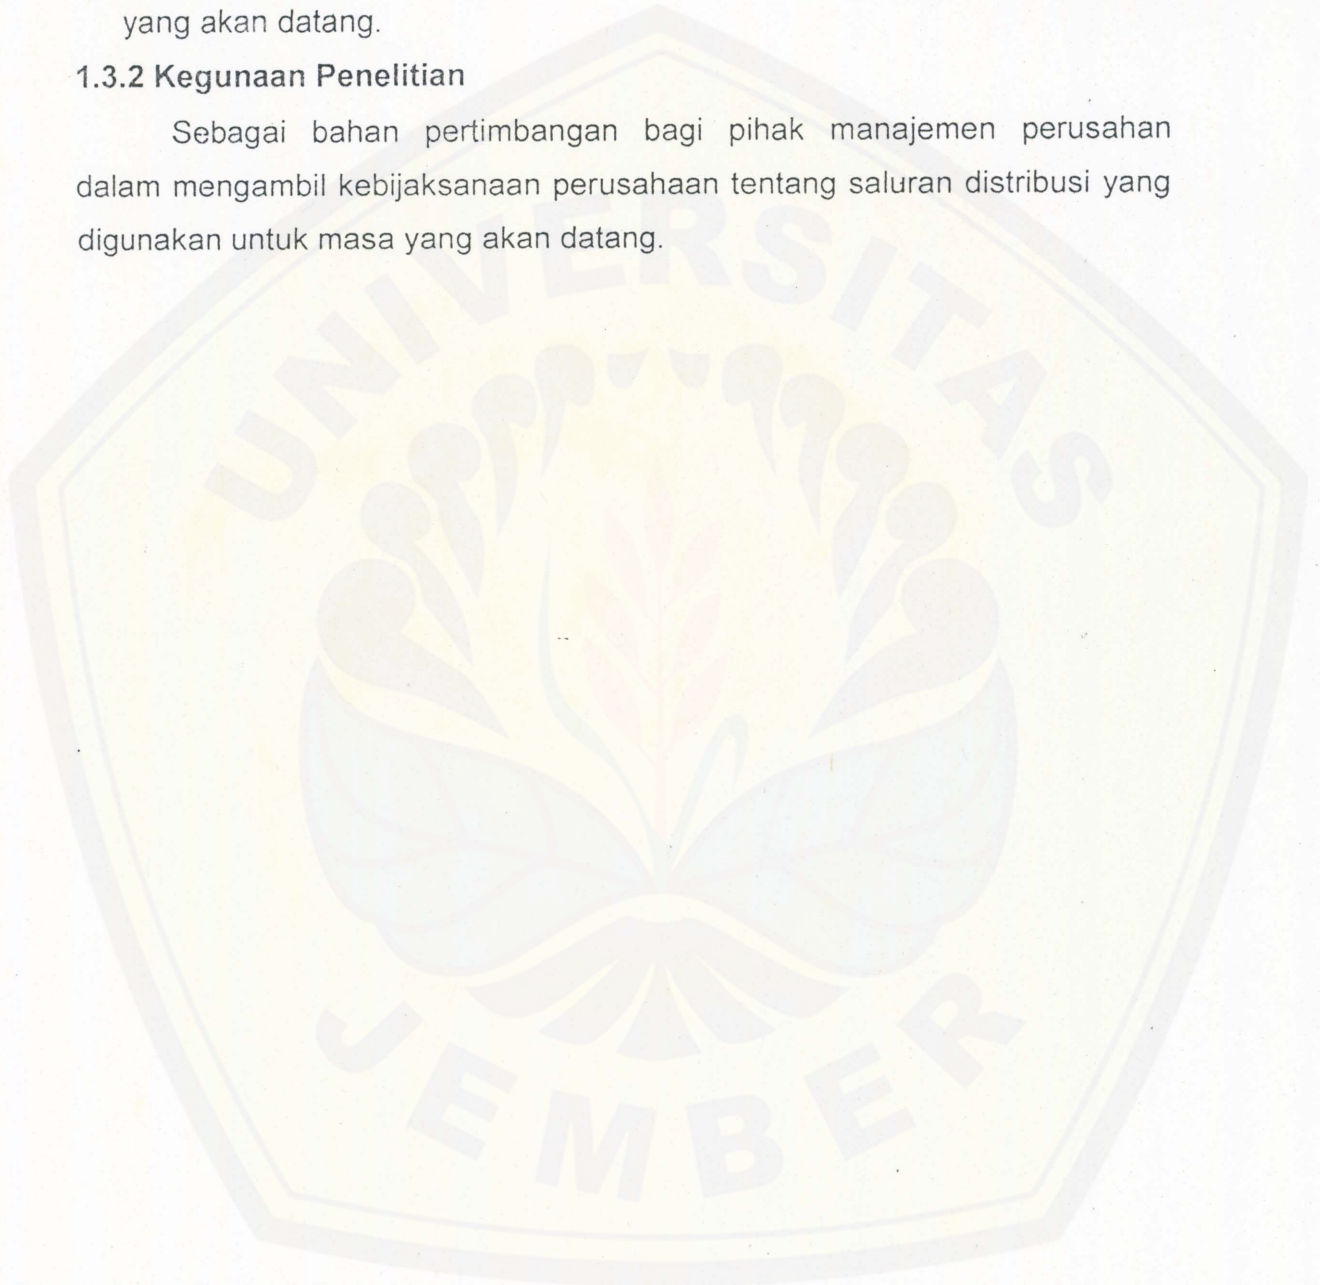 yang akan datang.
1.3.2 Kegunaan Penelitian
Sebagai bahan pertimbangan bagi pihak manajemen perusahan
dalam mengambil kebijaksanaan perusahaan tentang saluran distribusi yang
digunakan untuk masa yang akan datang.
UNIVERSITAS
JEMBER